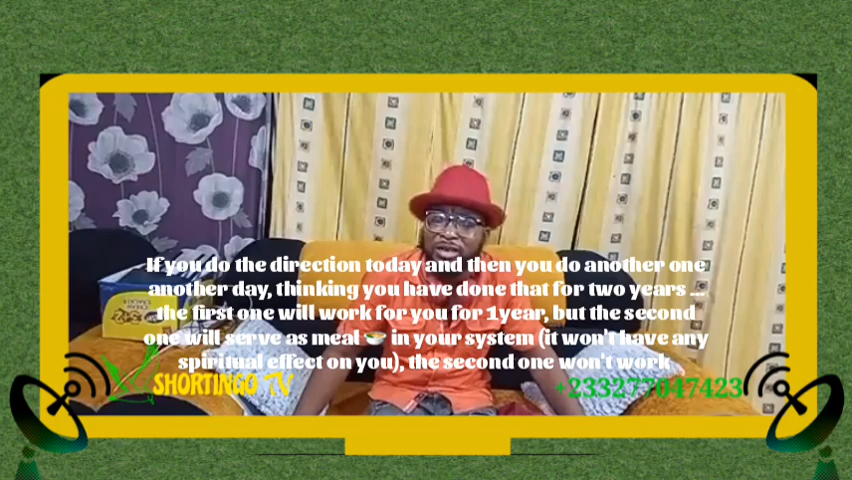 If you do the direction today and then you do another one
another day, thinking you have done that for two years ...
the first one will work for you for 1year, but the second
one will serve as meal 🍲 in your system (it won't have any
spiritual effect on you), the second one won't work
SHORTINGO TV
+233277047423